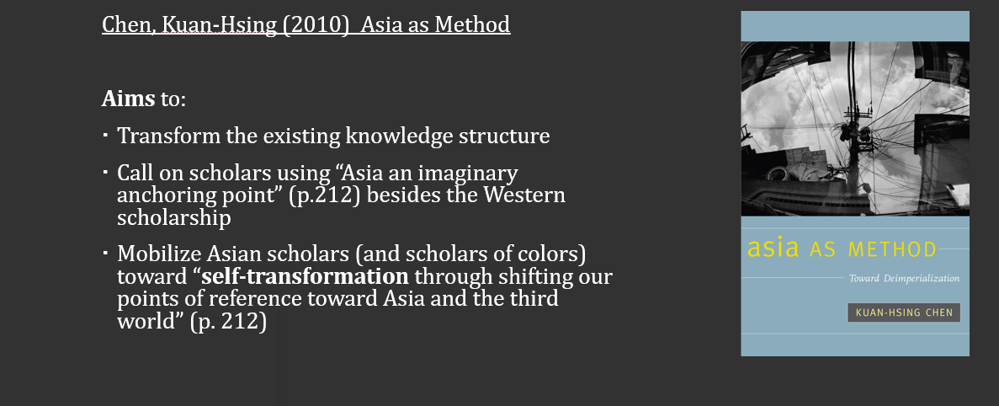 Chen, Kuan-Hsing (2010)  Asia as Method
Aims to:
▪ Transform the existing knowledge structure
▪ Call on scholars using “Asia an imaginary
anchoring point” (p.212) besides the Western
scholarship
▪ Mobilize Asian scholars (and scholars of colors)
toward “self-transformation through shifting our
points of reference toward Asia and the third
world” (p. 212)
asia AS METHOD
Toward Deimperialization
KUAN-HSING CHEN